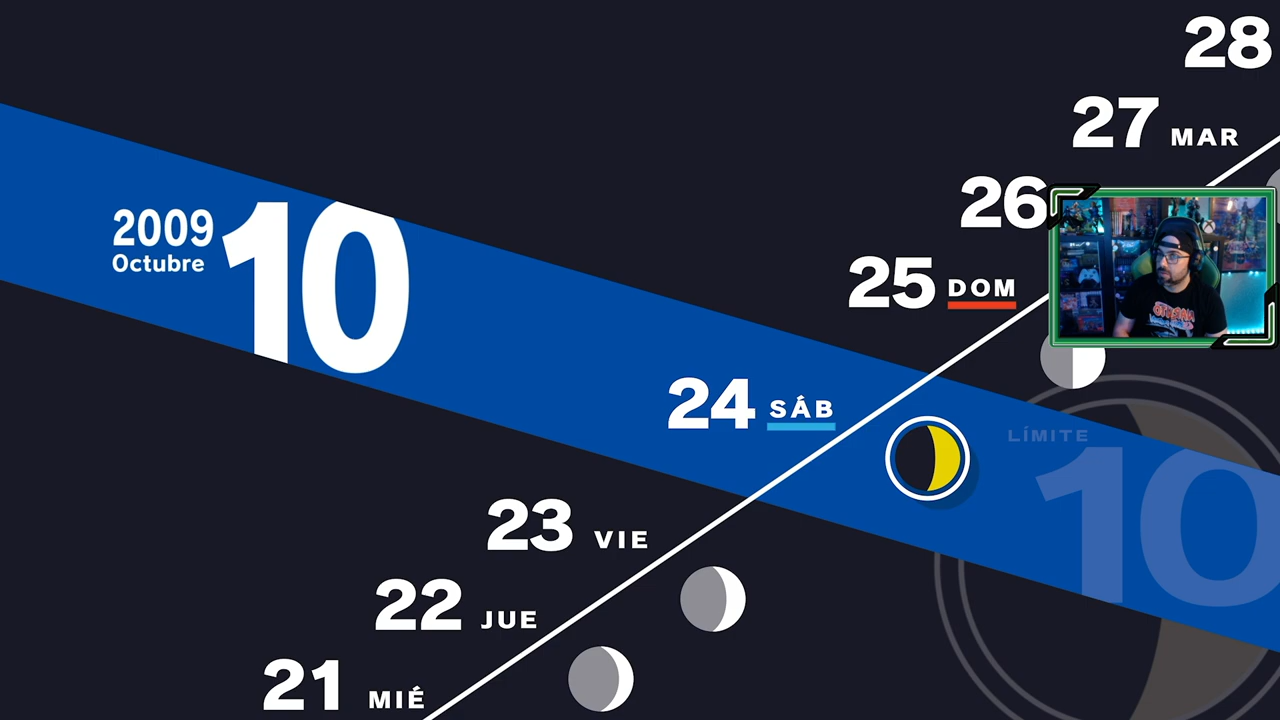 28
27 MAR
26
25 DOM
2009
Octubre
10
24 SÁB
LÍMITE
10
23 VIE
22 JUE
21 MIÉ